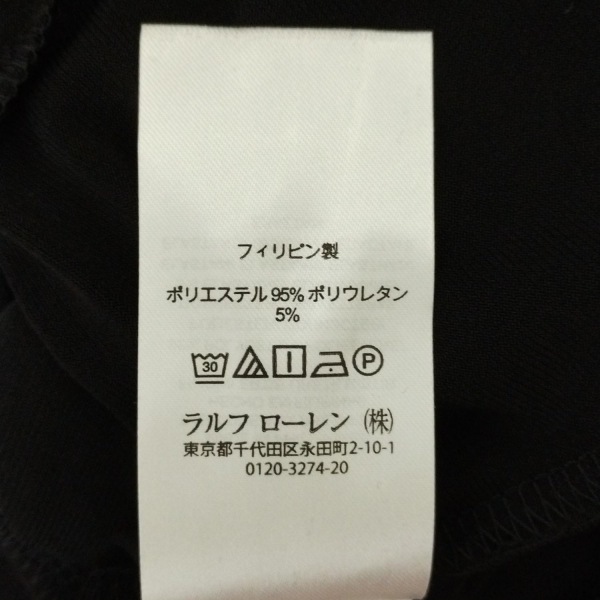 フィリピン製
ポリエステル 95% ポリウレタン
5%
30 P
ラルフ ローレン (株)
東京都千代田区永田町2-10-1
0120-3274-20